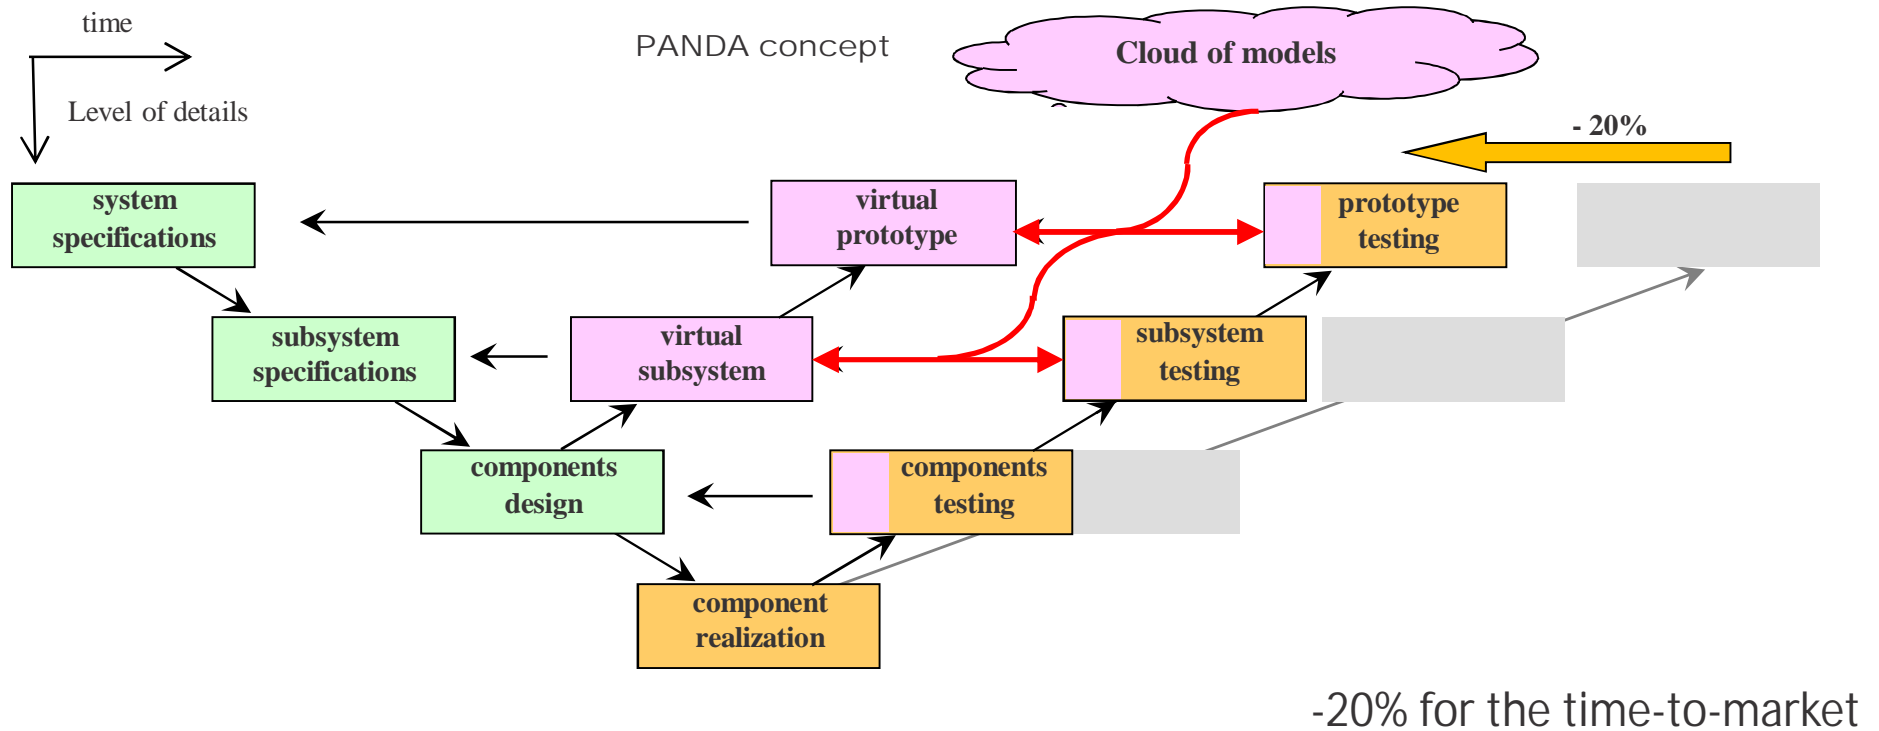 time
PANDA concept
Cloud of models
Level of details
- 20%
system
specifications
virtual
prototype
prototype
testing
subsystem
specifications
virtual
subsystem
subsystem
testing
components
design
components
testing
component
realization
-20% for the time-to-market